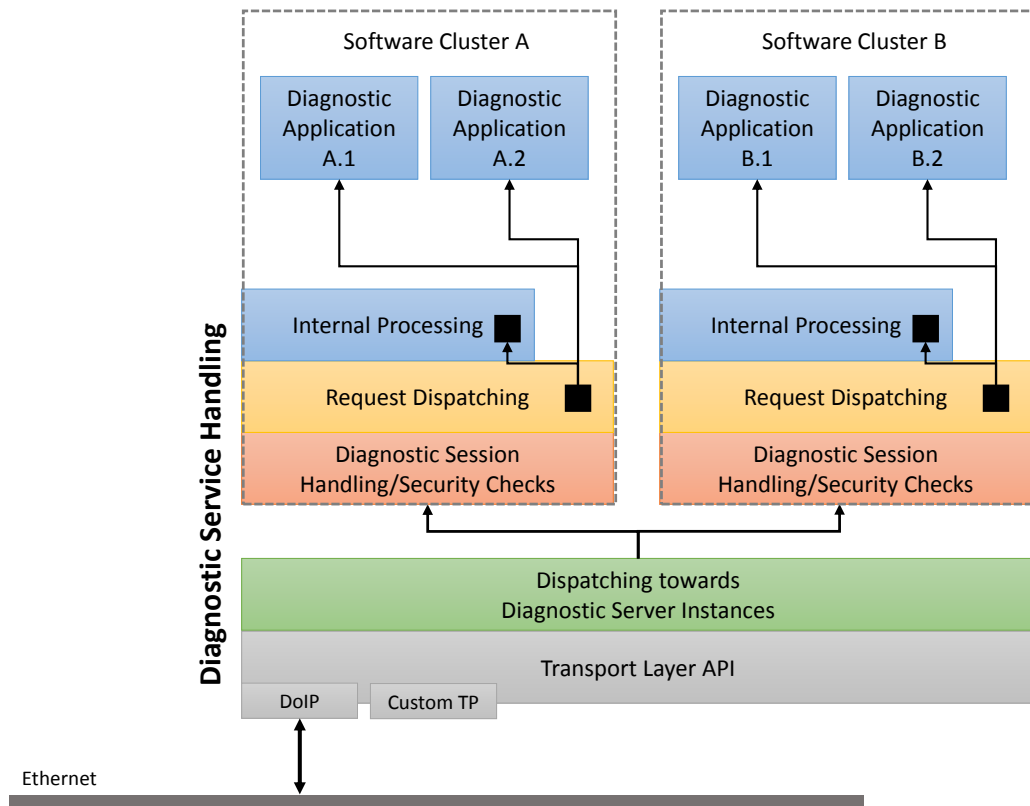 Software Cluster A
Software Cluster B
Diagnostic
Application
A.1
Diagnostic
Application
A.2
Diagnostic
Application
B.1
Diagnostic
Application
B.2
Internal Processing
Internal Processing
Request Dispatching
Request Dispatching
Diagnostic Session
Handling/Security Checks
Diagnostic Session
Handling/Security Checks
Diagnostic Service Handling
Dispatching towards
Diagnostic Server Instances
Transport Layer API
DoIP
Custom TP
Ethernet